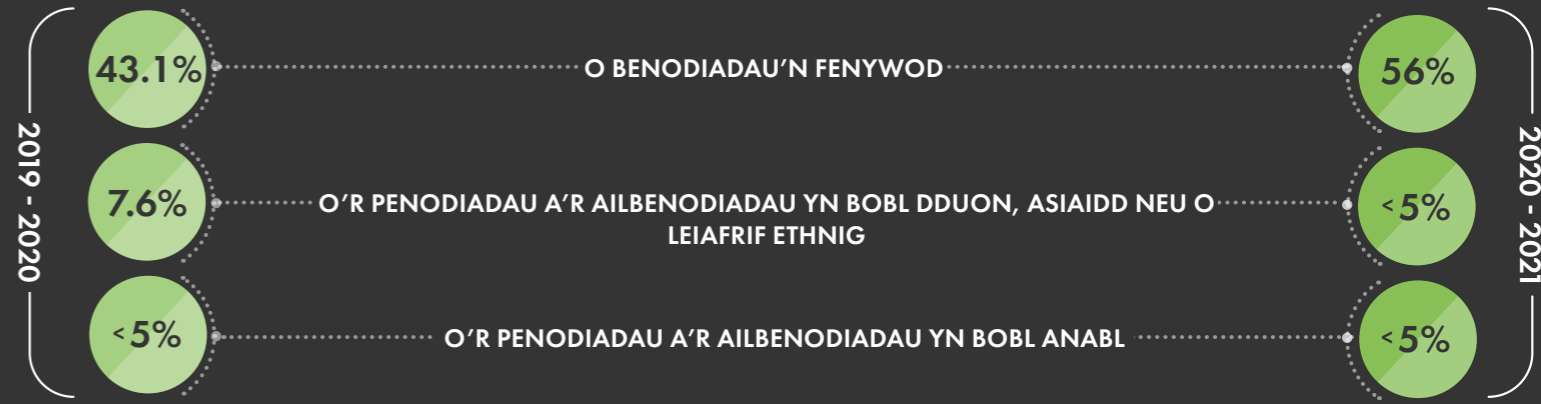 2019 - 2020
43.1%
O BENODIADAU'N FENYWOD
56%
7.6%
O'R PENODIADAU A'R AILBENODIADAU YN BOBL DDUON, ASIAIDD NEU O
LEIAFRIF ETHNIG
<5%
<5%
O'R PENODIADAU A'R AILBENODIADAU YN BOBL ANABL
<5%
2020 - 2021